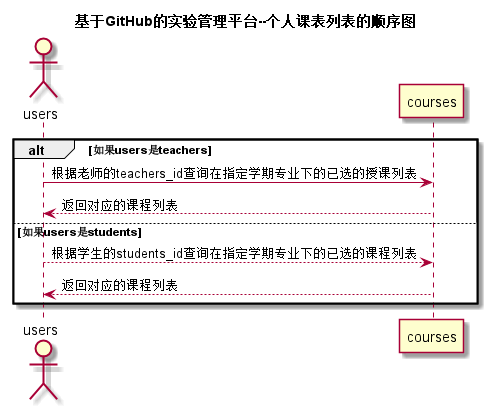 基于GitHub的实验管理平台--个人课表列表的顺序图
users
courses
alt [如果users是teachers]
根据老师的teachers_id查询在指定学期专业下的已选的授课列表
返回对应的课程列表
[如果users是students]
根据学生的students_id查询在指定学期专业下的已选的课程列表
返回对应的课程列表
users
courses